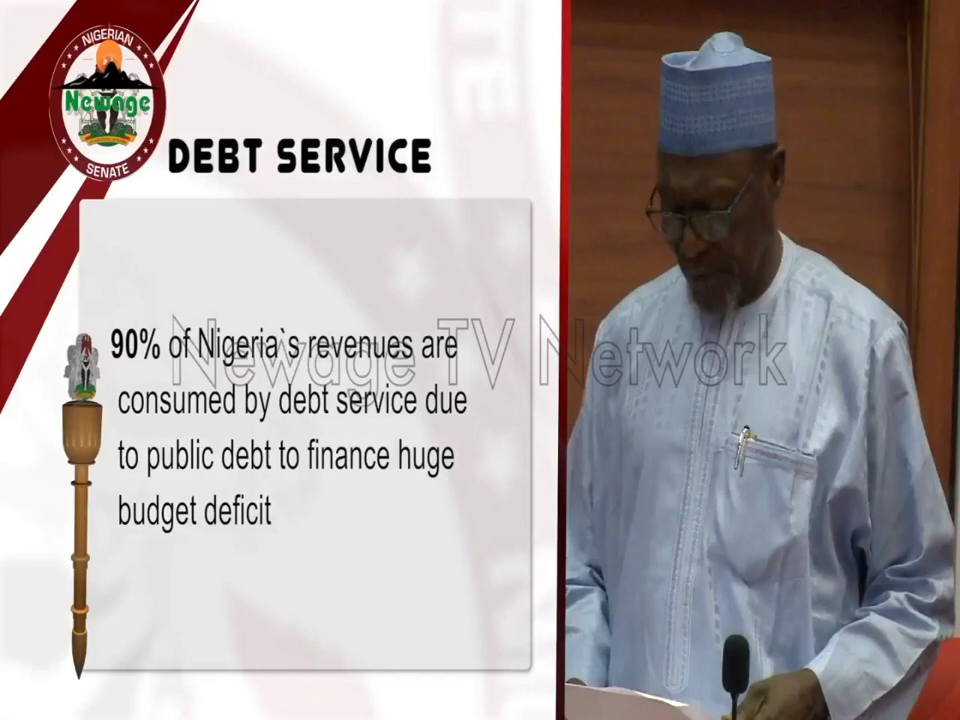 NIGERIAN
Newage
SENATE
DEBT SERVICE
90% of Nigeria`s revenues are
consumed by debt service due
to public debt to finance huge
budget deficit
Newage TV Network